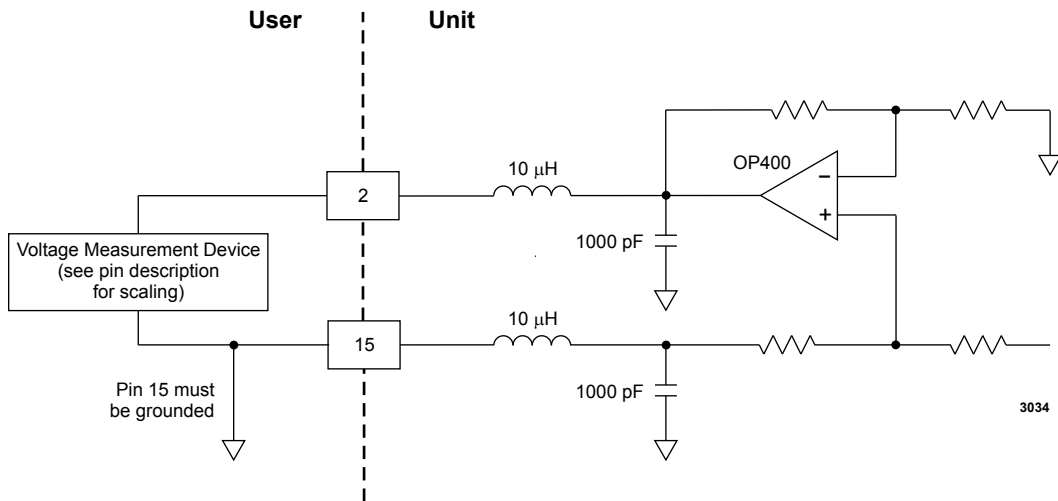 User
Unit
OP400
10 μH
−
2
+
1000 pF
Voltage Measurement Device
(see pin description
for scaling)
10 μH
15
Pin 15 must
be grounded
1000 pF
3034